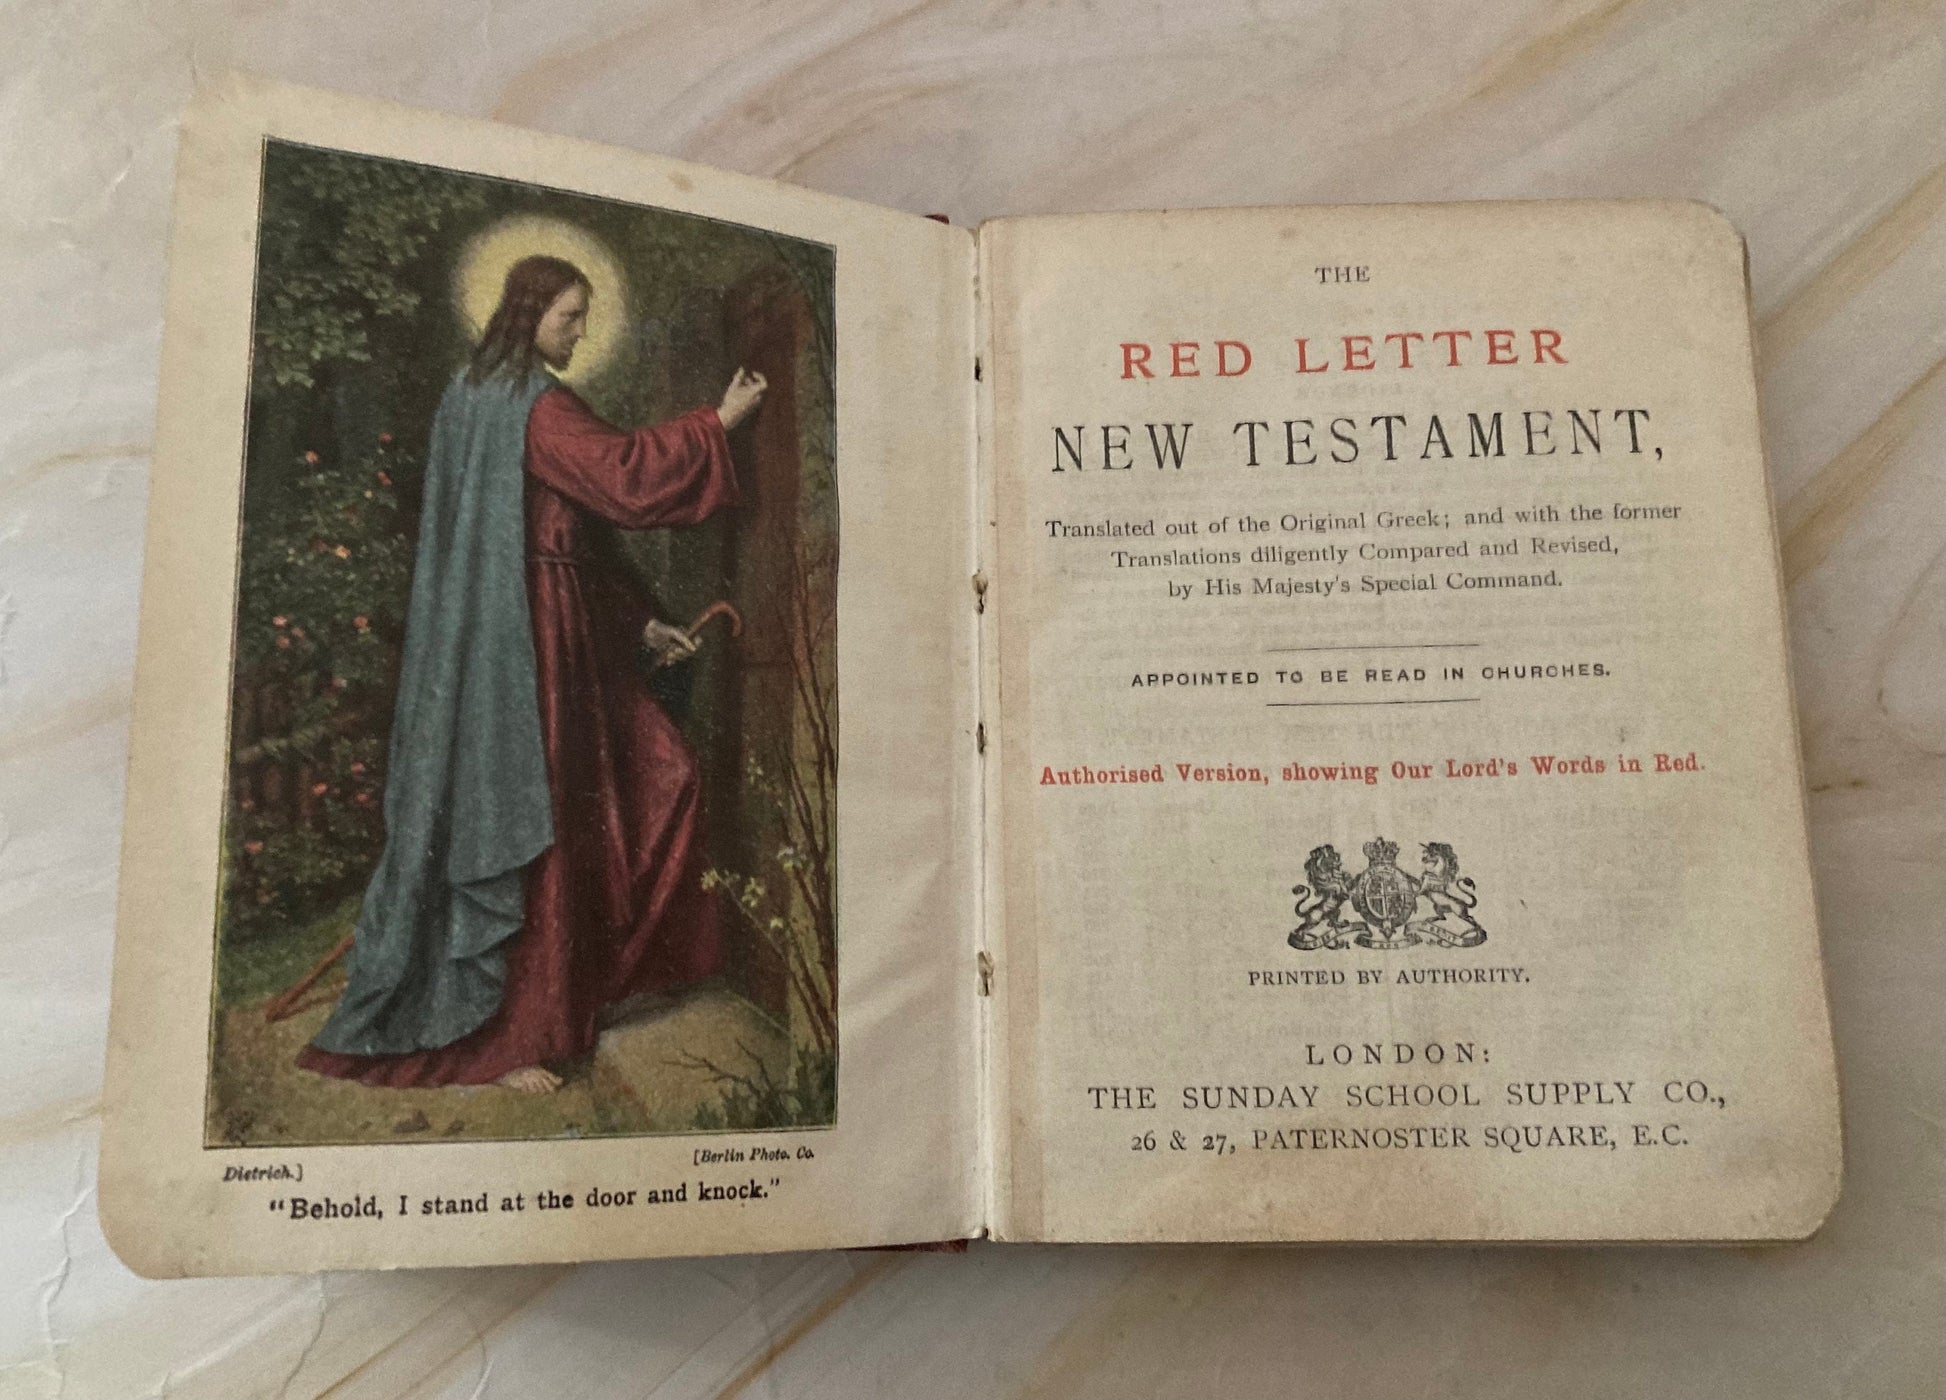 Dietrich.]
[Berlin Photo. Co.
"Behold, I stand at the door and knock."
THE
RED LETTER
NEW TESTAMENT,
Translated out of the Original Greek; and with the former
Translations diligently Compared and Revised,
by His Majesty's Special Command.
APPOINTED TO BE READ IN CHURCHES.
Authorised Version, showing Our Lord's Words in Red.
PRINTED BY AUTHORITY.
LONDON:
THE SUNDAY SCHOOL SUPPLY CO.,
26 & 27, PATERNOSTER SQUARE, E.C.